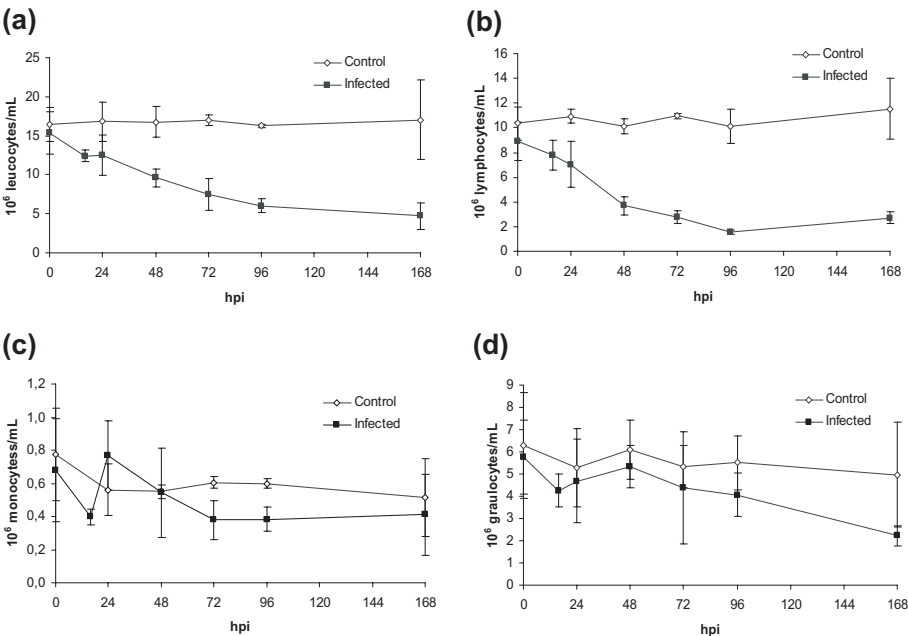 (a)
10⁶ leucocytes/mL
25
20
15
10
5
0
Control
Infected
0 24 48 72 96 120 144 168
hpi
(b)
10⁶ lymphocytes/mL
16
14
12
10
8
6
4
2
0
Control
Infected
0 24 48 72 96 120 144 168
hpi
(c)
10⁶ monocytess/mL
1,2
1,0
0,8
0,6
0,4
0,2
0,0
Control
Infected
0 24 48 72 96 120 144 168
hpi
(d)
10⁶ graulocytes/mL
9
8
7
6
5
4
3
2
1
0
Control
Infected
0 24 48 72 96 120 144 168
hpi